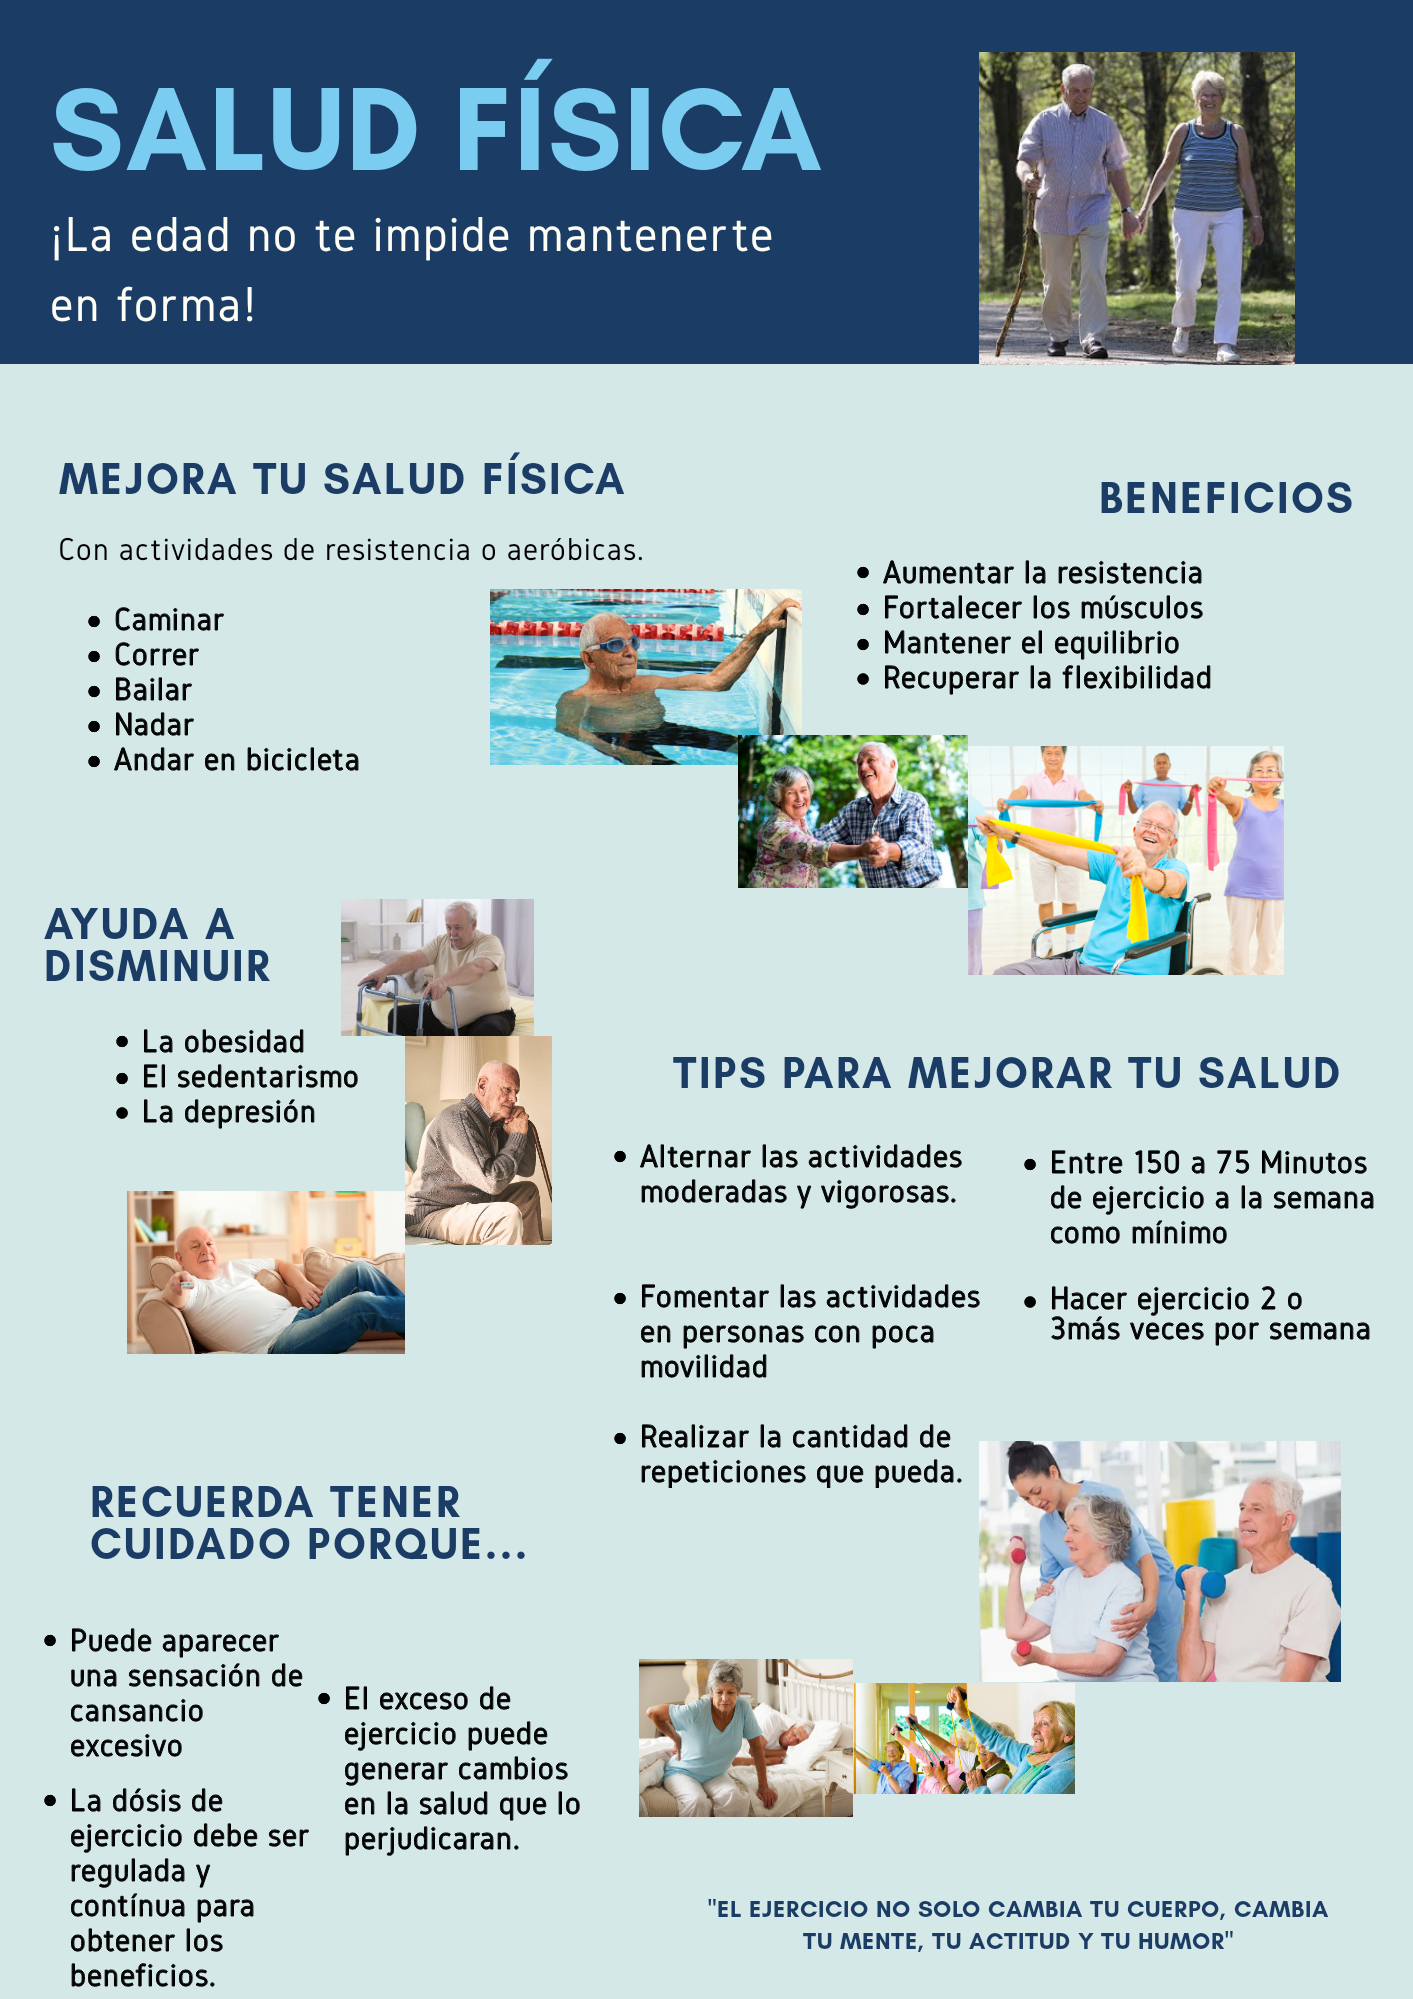 SALUD FÍSICA
¡La edad no te impide mantenerte
en forma!
MEJORA TU SALUD FÍSICA
Con actividades de resistencia o aeróbicas.
Caminar
Correr
Bailar
Nadar
Andar en bicicleta
BENEFICIOS
Aumentar la resistencia
Fortalecer los músculos
Mantener el equilibrio
Recuperar la flexibilidad
AYUDA A
DISMINUIR
La obesidad
El sedentarismo
La depresión
TIPS PARA MEJORAR TU SALUD
Alternar las actividades
moderadas y vigorosas.
Fomentar las actividades
en personas con poca
movilidad
Realizar la cantidad de
repeticiones que pueda.
Entre 150 a 75 Minutos
de ejercicio a la semana
como mínimo
Hacer ejercicio 2 o
3más veces por semana
RECUERDA TENER
CUIDADO PORQUE...
Puede aparecer
una sensación de
cansancio
excesivo
La dósis de
ejercicio debe ser
regulada y
contínua para
obtener los
beneficios.
El exceso de
ejercicio puede
generar cambios
en la salud que lo
perjudicaran.
"EL EJERCICIO NO SOLO CAMBIA TU CUERPO, CAMBIA
TU MENTE, TU ACTITUD Y TU HUMOR"